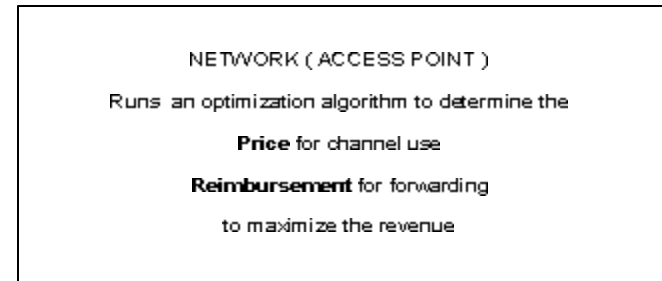 NETWORK ( ACCESS POINT )
Runs an optimization algorithm to determine the
Price for channel use
Reimbursement for forwarding
to maximize the revenue